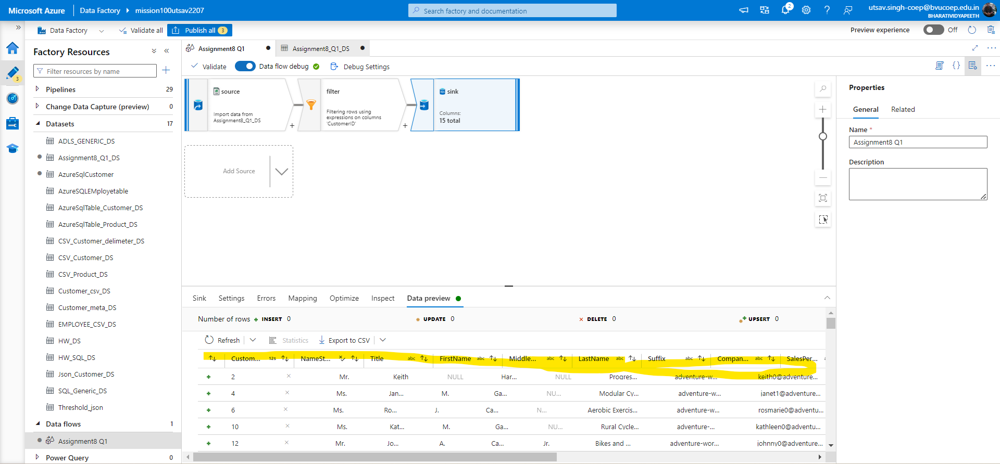 Microsoft Azure Data Factory mission100utsav2207 Search factory and documentation 2 utsav.singh-coep@bvucoep.edu.in
BHARATIVIDYAPEETH
Data Factory Validate all Publish all 3 Preview experience Off
Factory Resources
Filter resources by name
3
Pipelines 29
Change Data Capture (preview) 0
Datasets 17
ADLS_GENERIC_DS
Assignment8_Q1_DS
AzureSqlCustomer
AzureSQLEMployetable
AzureSqlTable_Customer_DS
AzureSqlTable_Product_DS
CSV_Customer_delimeter_DS
CSV_Customer_DS
CSV_Product_DS
Customer_csv_DS
Customer_meta_DS
EMPLOYEE_CSV_DS
HW_DS
HW_SQL_DS
Json_Customer_DS
SQL_Generic_DS
Threshold_json
Data flows 1
Assignment8 Q1
Power Query 0
Assignment8 Q1 Assignment8_Q1_DS
Validate Data flow debug Debug Settings
source
Import data from
Assignment8_Q1_DS
+
filter
Filtering rows using
expressions on columns
'CustomerID'
+
sink
Columns:
15 total
Add Source
Properties
General Related
Name *
Assignment8 Q1
Description
Sink Settings Errors Mapping Optimize Inspect Data preview
Number of rows INSERT 0 UPDATE 0 DELETE 0 UPSERT 0
Refresh Statistics Export to CSV
Custom... 12s NameSt... Title abc FirstName abc Middle... abc LastName abc Suffix abc Compan... abc SalesPer...
2 Mr. Keith NULL Har... NULL Progres... adventure-w... keith0@adventure...
4 Ms. Jan... M. Ga... NU... Modular Cy... adventure-w... janet1@adventure...
6 Ms. Ro... J. Ca... N... Aerobic Exercis... adventure-w... rosmarie0@adventu...
10 Ms. Kat... M. Ga... NU... Rural Cycle... adventure-... kathleen0@adventu...
12 Mr. Jo... A. Ca... Jr. Bikes and ... adventure-wor... johnny0@adventure...